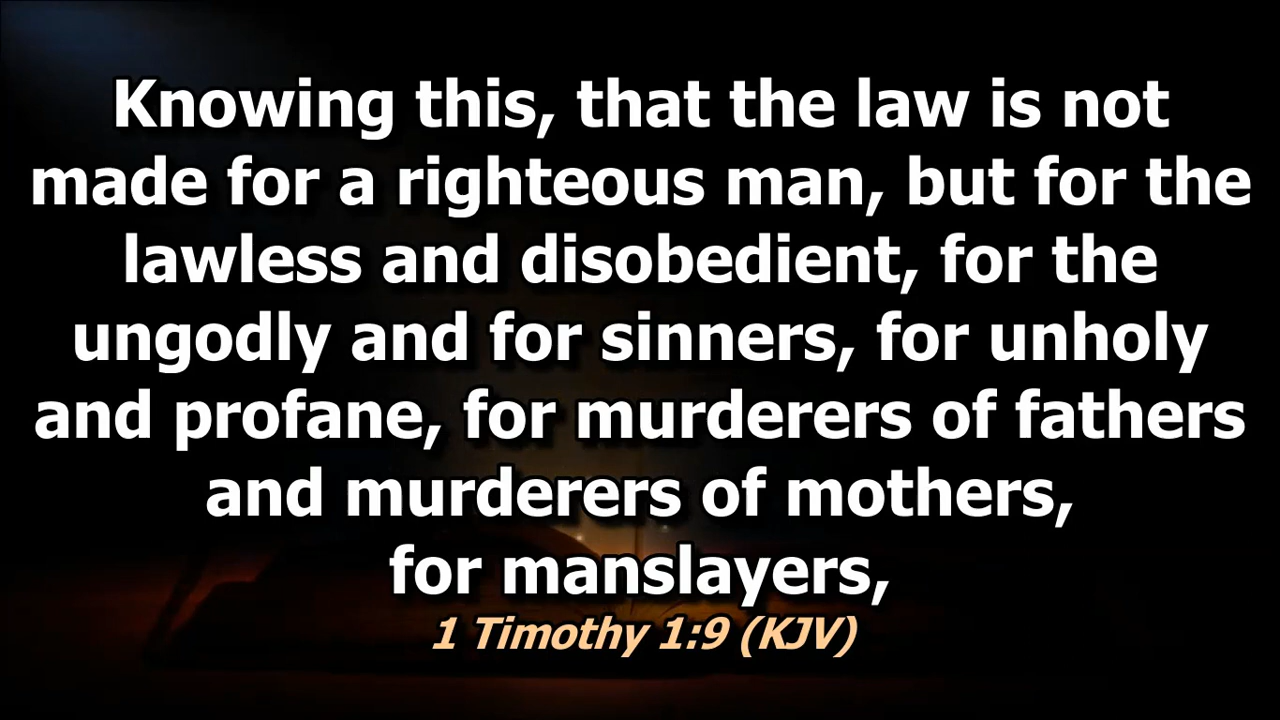 Knowing this, that the law is not
made for a righteous man, but for the
lawless and disobedient, for the
ungodly and for sinners, for unholy
and profane, for murderers of fathers
and murderers of mothers,
for manslayers,
1 Timothy 1:9 (KJV)